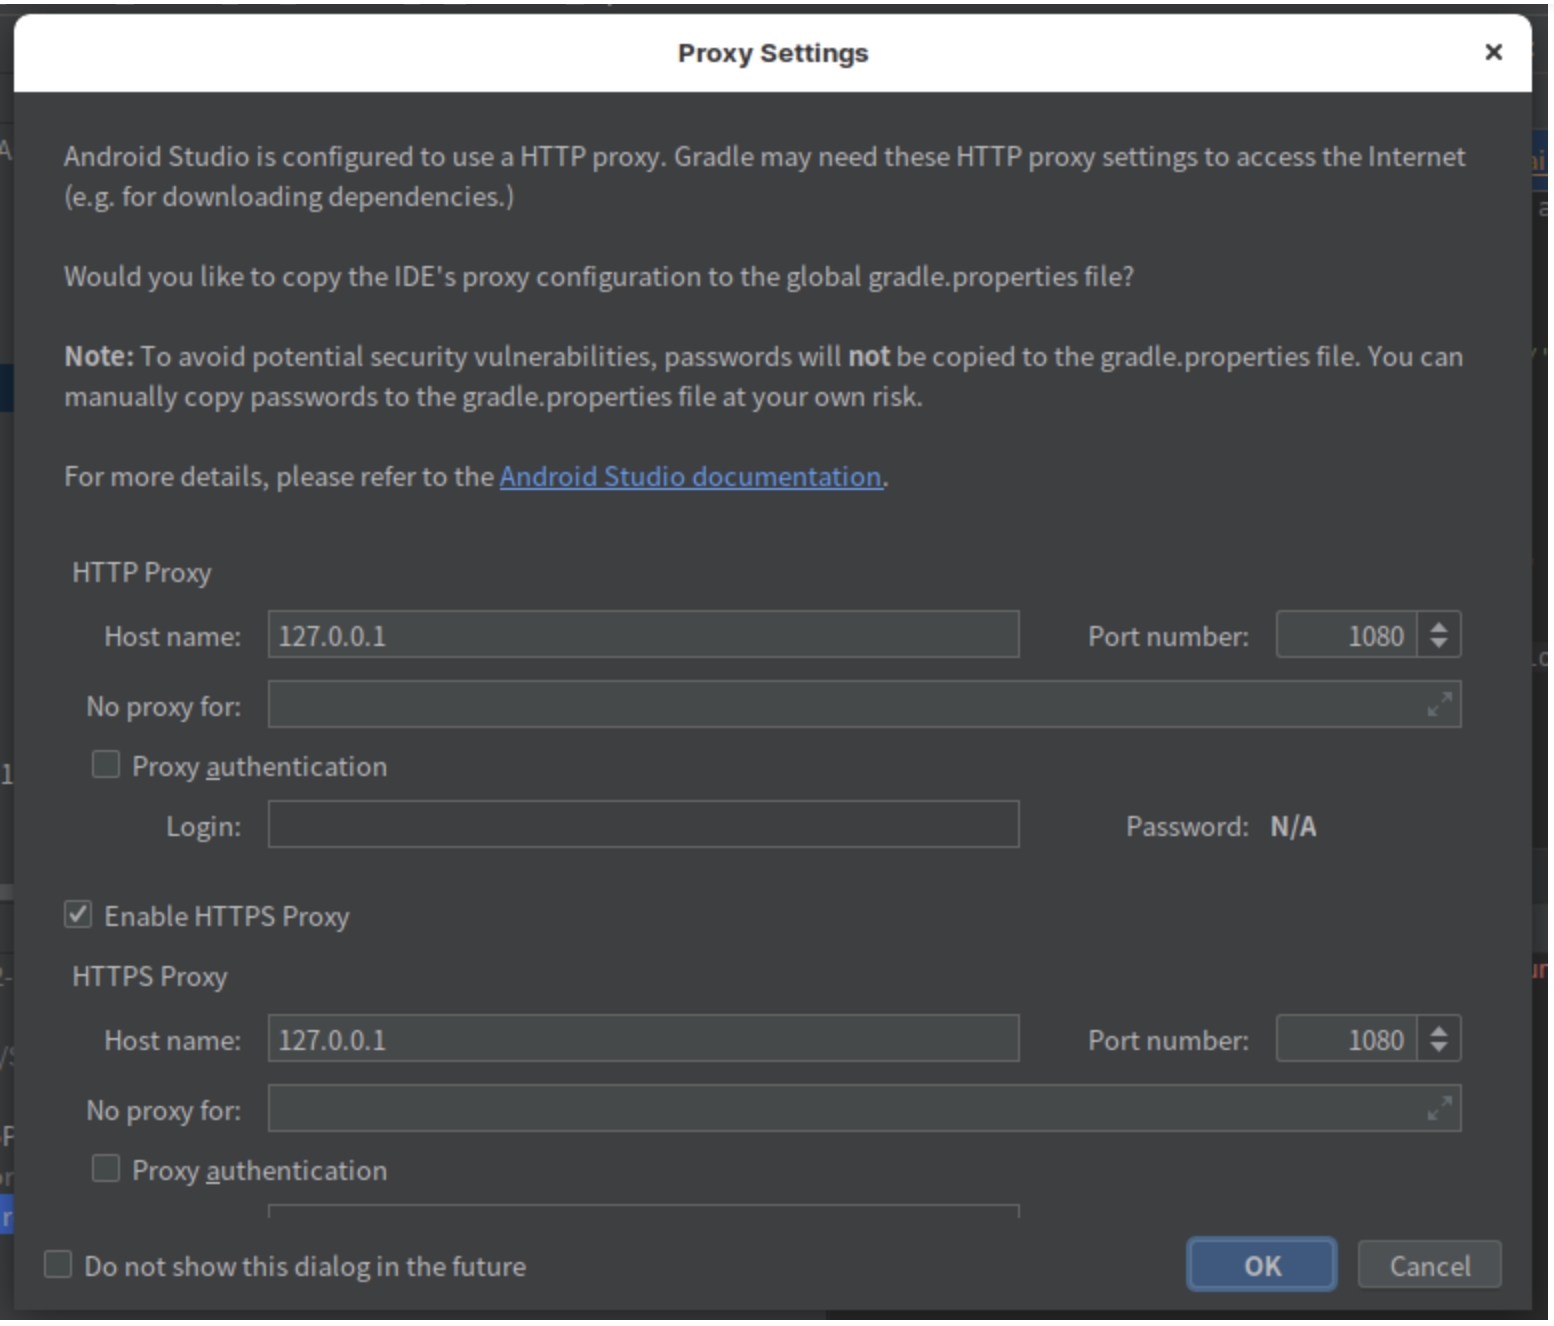 Proxy Settings
Android Studio is configured to use a HTTP proxy. Gradle may need these HTTP proxy settings to access the Internet
(e.g. for downloading dependencies.)
Would you like to copy the IDE's proxy configuration to the global gradle.properties file?
Note: To avoid potential security vulnerabilities, passwords will not be copied to the gradle.properties file. You can
manually copy passwords to the gradle.properties file at your own risk.
For more details, please refer to the Android Studio documentation.
HTTP Proxy
Host name: 127.0.0.1 Port number: 1080
No proxy for:
Proxy authentication
Login: Password: N/A
Enable HTTPS Proxy
HTTPS Proxy
Host name: 127.0.0.1 Port number: 1080
No proxy for:
Proxy authentication
Do not show this dialog in the future OK Cancel